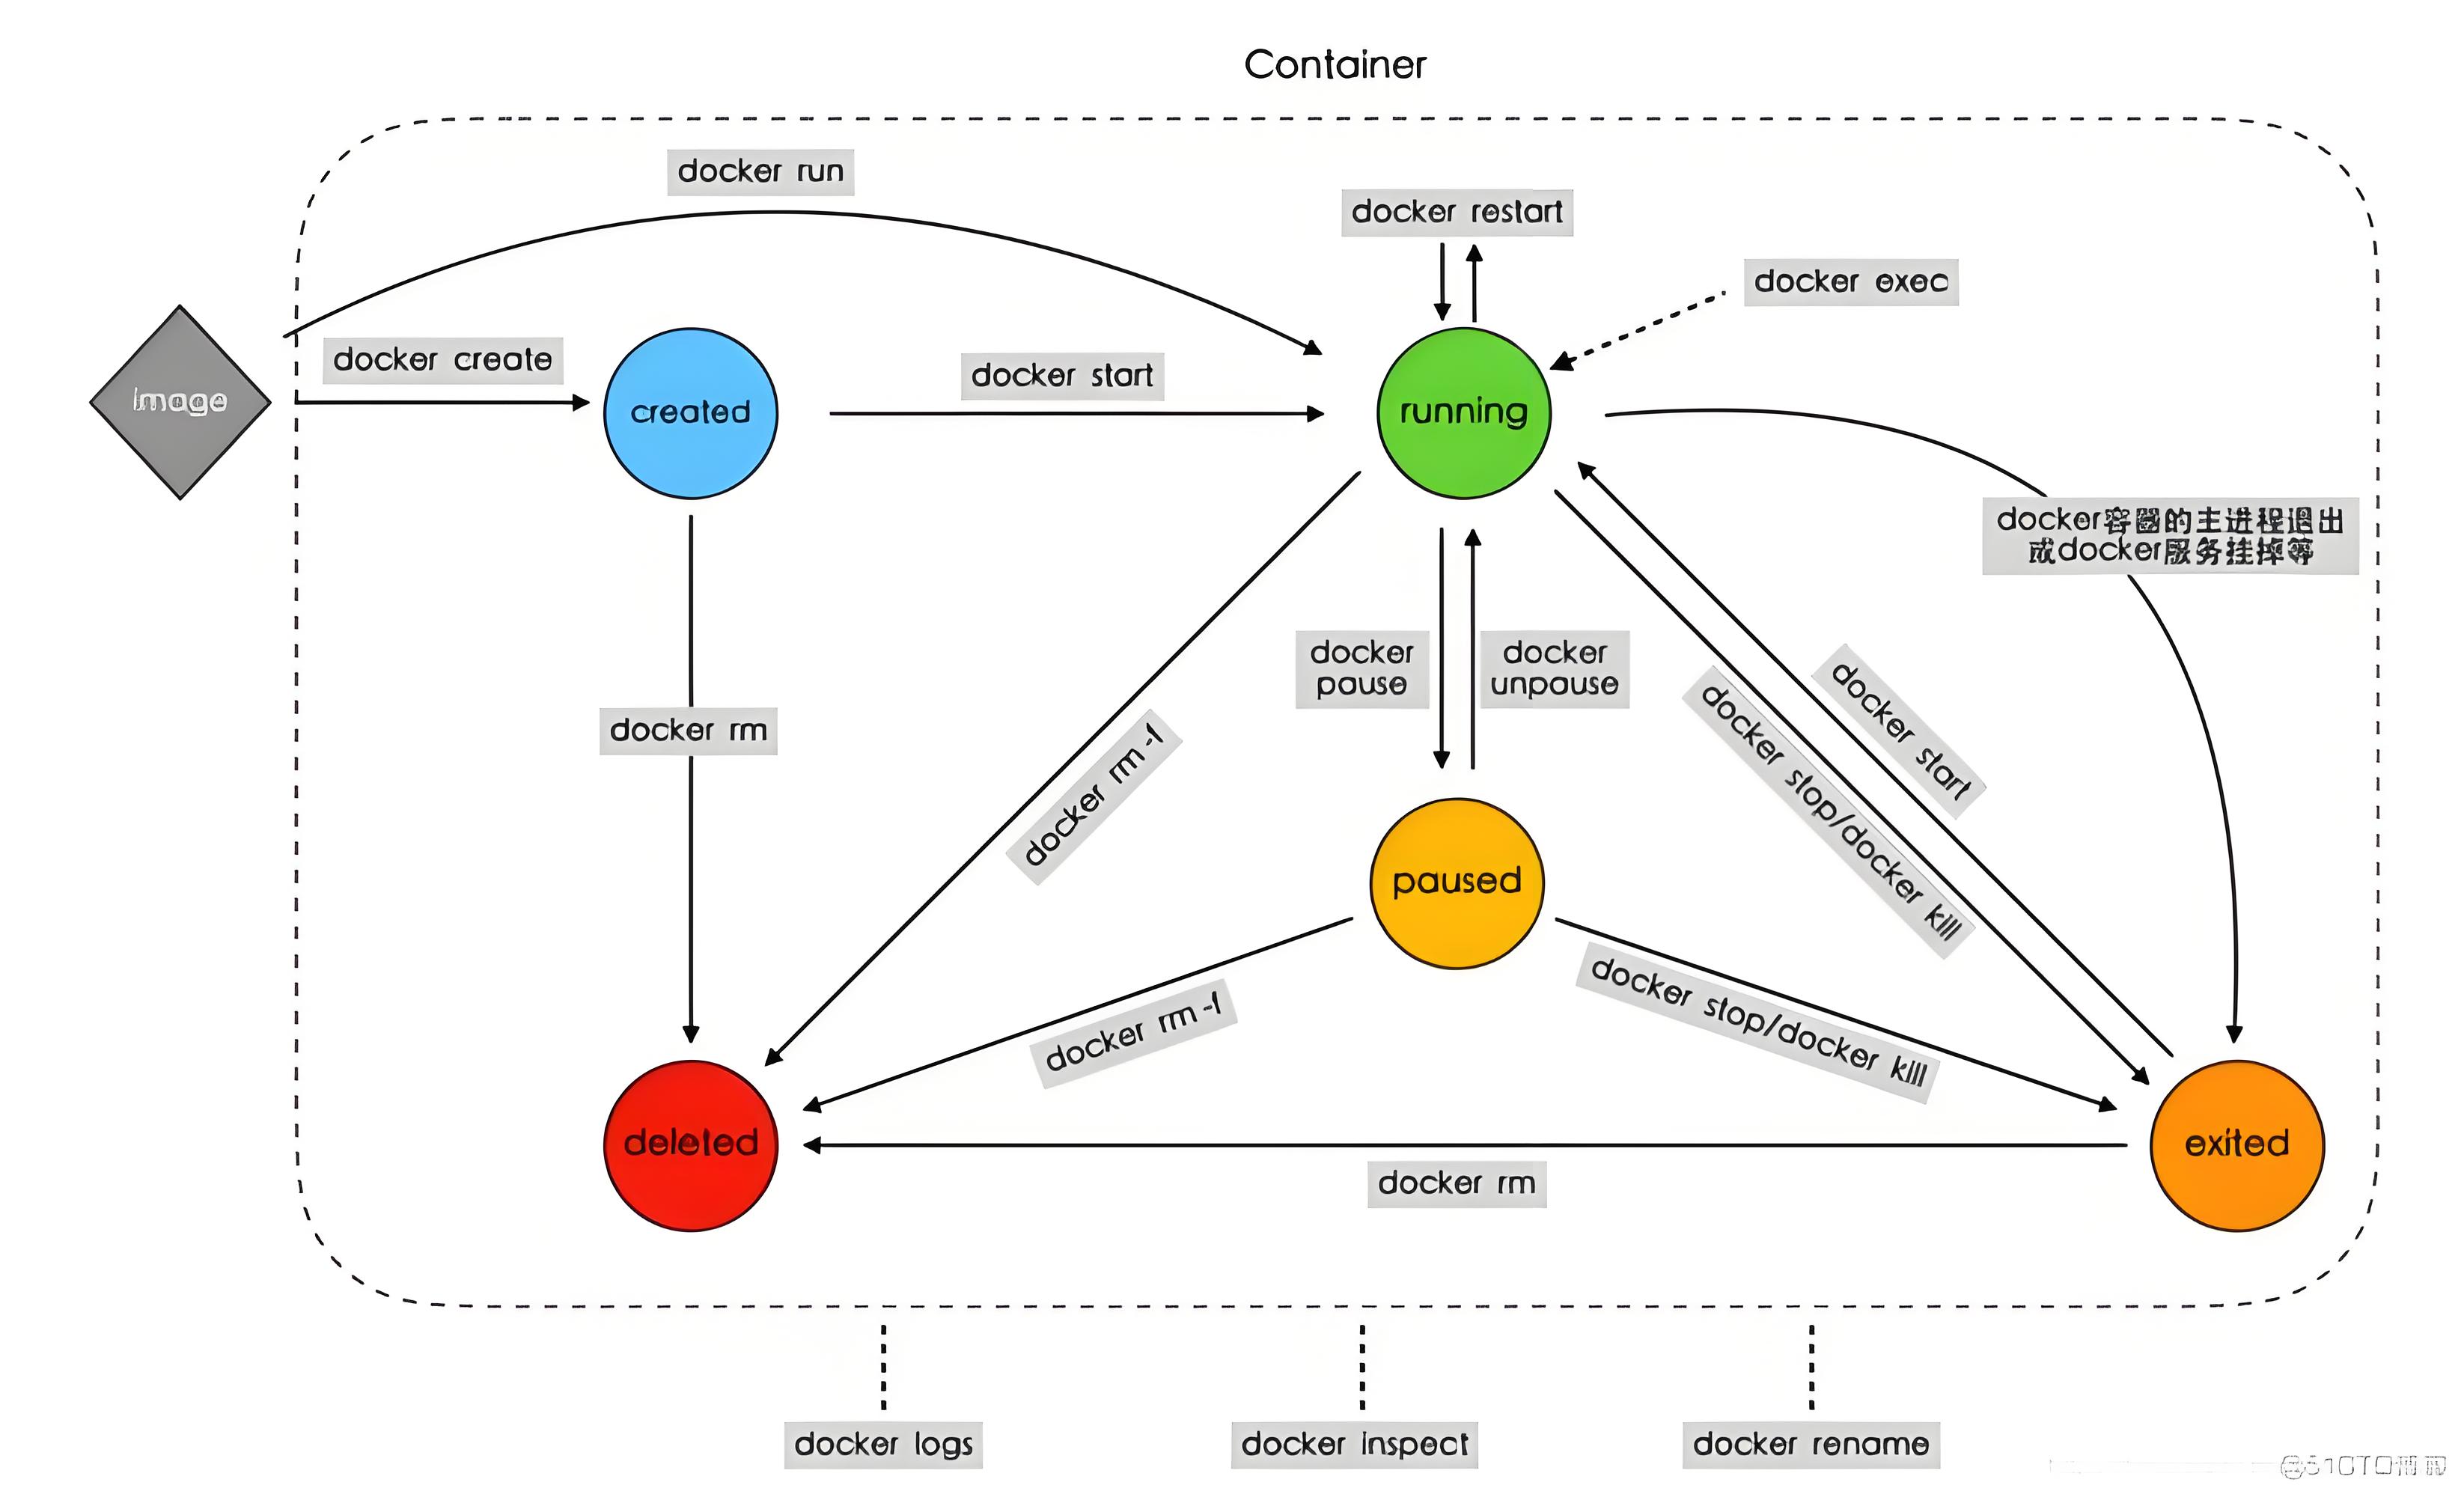 Container
docker run
docker restart
docker exec
Image
docker create
created
docker start
running
docker容器的主进程退出
或docker服务挂掉等
docker
pause
docker
unpause
docker start
docker stop/docker kill
docker rm
docker rm -f
paused
docker rm -f
docker stop/docker kill
deleted
exited
docker rm
docker logs
docker inspect
docker rename
@51CTO博客